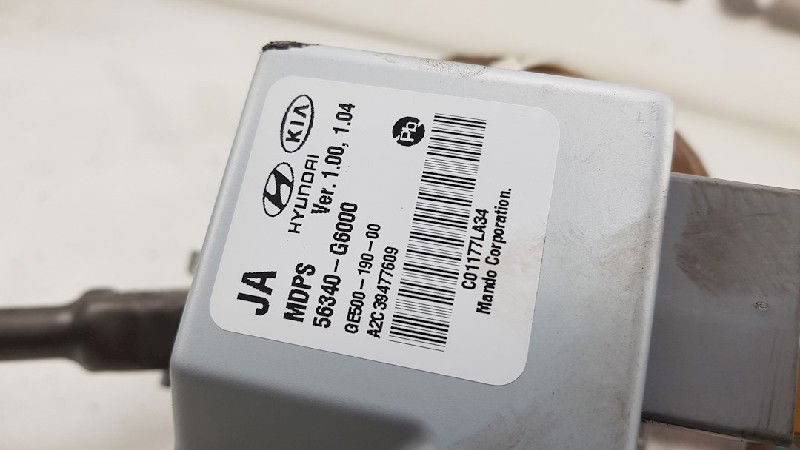 JA
HYUNDAI
KIA
MDPS
Ver. 1.00, 1.04
56340-G6000
GE500-190-00
A2C39477609
Pb
C01177LA34
Mando Corporation.